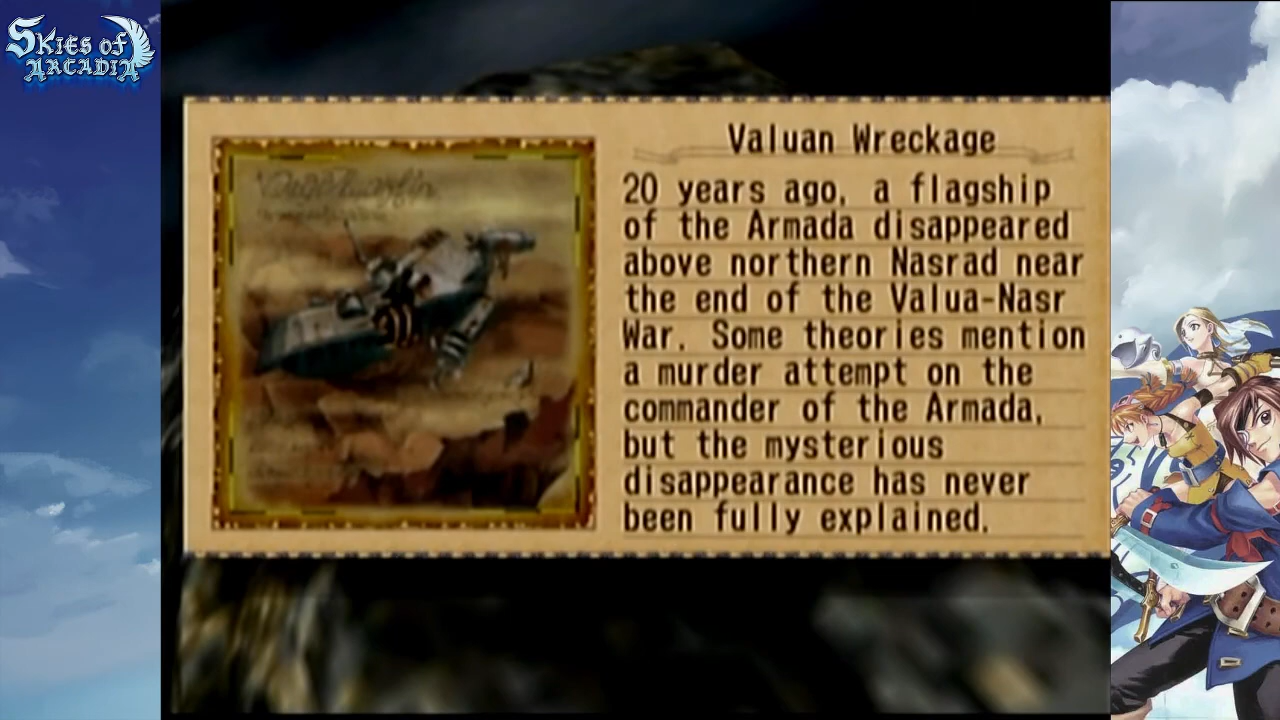 SKIES OF
ARCADIA
Valuan Wreckage
20 years ago, a flagship
of the Armada disappeared
above northern Nasrad near
the end of the Valua-Nasr
War. Some theories mention
a murder attempt on the
commander of the Armada,
but the mysterious
disappearance has never
been fully explained.